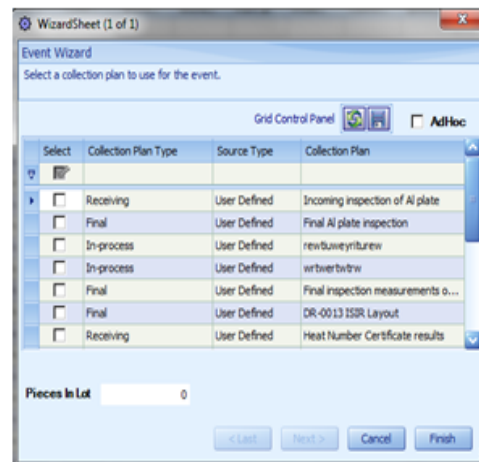 WizardSheet (1 of 1)
Event Wizard
Select a collection plan to use for the event.
Grid Control Panel AdHoc
Select Collection Plan Type Source Type Collection Plan
Receiving User Defined Incoming inspection of Al plate
Final User Defined Final Al plate inspection
In-process User Defined rewtiuweyriturew
In-process User Defined wrtwertwtrw
Final User Defined Final inspection measurements o...
Final User Defined DR-0013 ISIR Layout
Receiving User Defined Heat Number Certificate results
Pieces In Lot 0
< Last Next > Cancel Finish